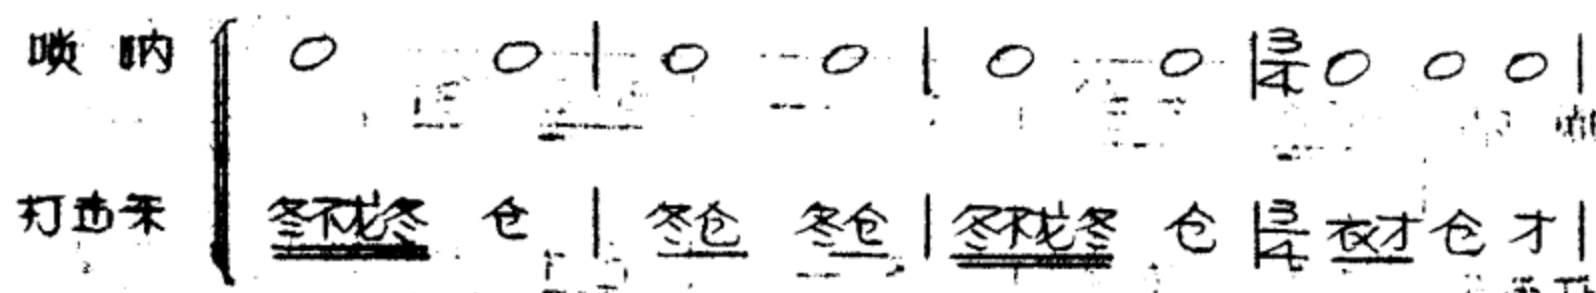 唢呐 0 0 | 0 0 | 0 0 | 3/4 0 0 0 |
打击乐 冬不龙冬 仓 | 冬仓 冬仓 | 冬不龙冬 仓 | 3/4 衣才 仓 才 |